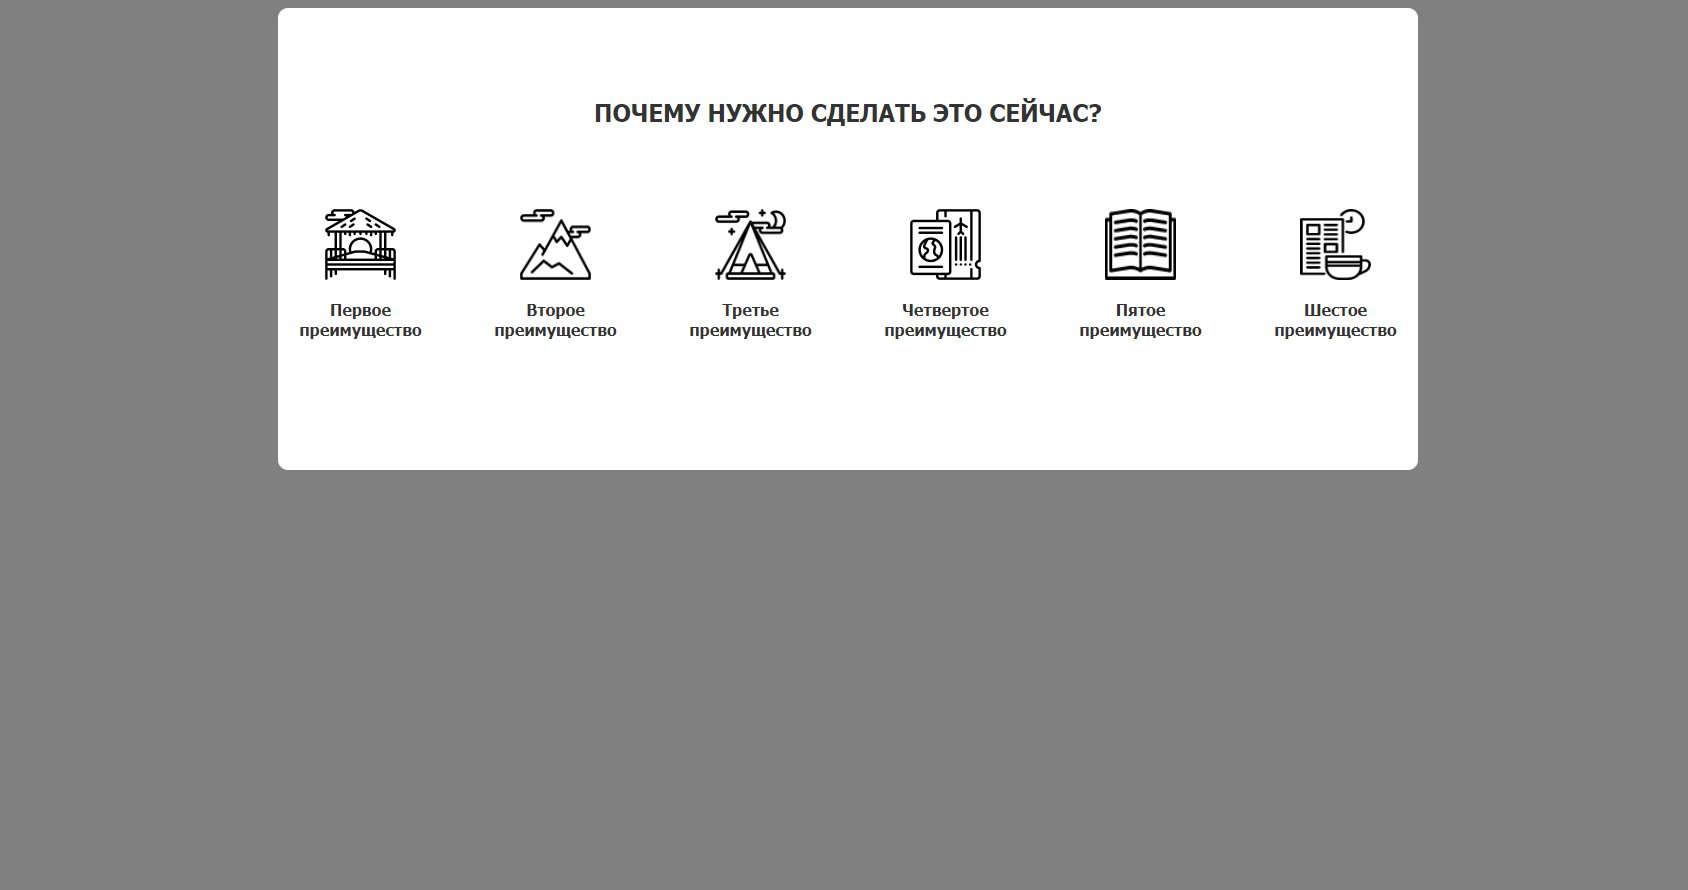 ПОЧЕМУ НУЖНО СДЕЛАТЬ ЭТО СЕЙЧАС?
Первое
преимущество
Второе
преимущество
Третье
преимущество
Четвертое
преимущество
Пятое
преимущество
Шестое
преимущество